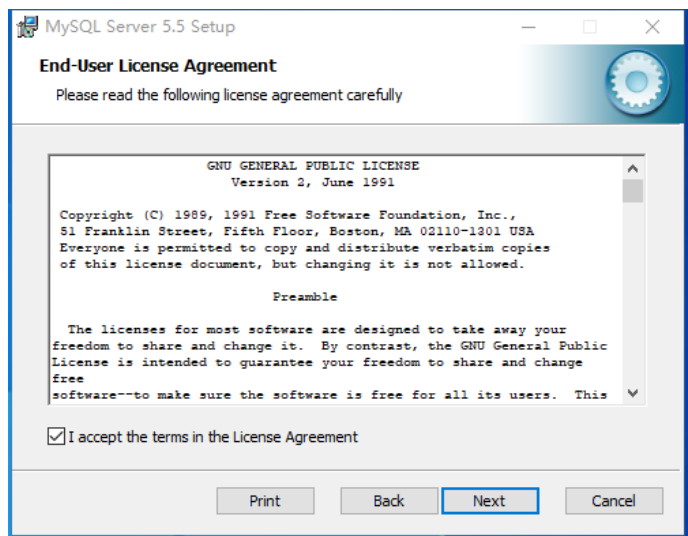 MySQL Server 5.5 Setup
End-User License Agreement
Please read the following license agreement carefully
GNU GENERAL PUBLIC LICENSE
Version 2, June 1991
Copyright (C) 1989, 1991 Free Software Foundation, Inc.,
51 Franklin Street, Fifth Floor, Boston, MA 02110-1301 USA
Everyone is permitted to copy and distribute verbatim copies
of this license document, but changing it is not allowed.
Preamble
The licenses for most software are designed to take away your
freedom to share and change it. By contrast, the GNU General Public
License is intended to guarantee your freedom to share and change
free
software--to make sure the software is free for all its users. This
I accept the terms in the License Agreement
Print Back Next Cancel